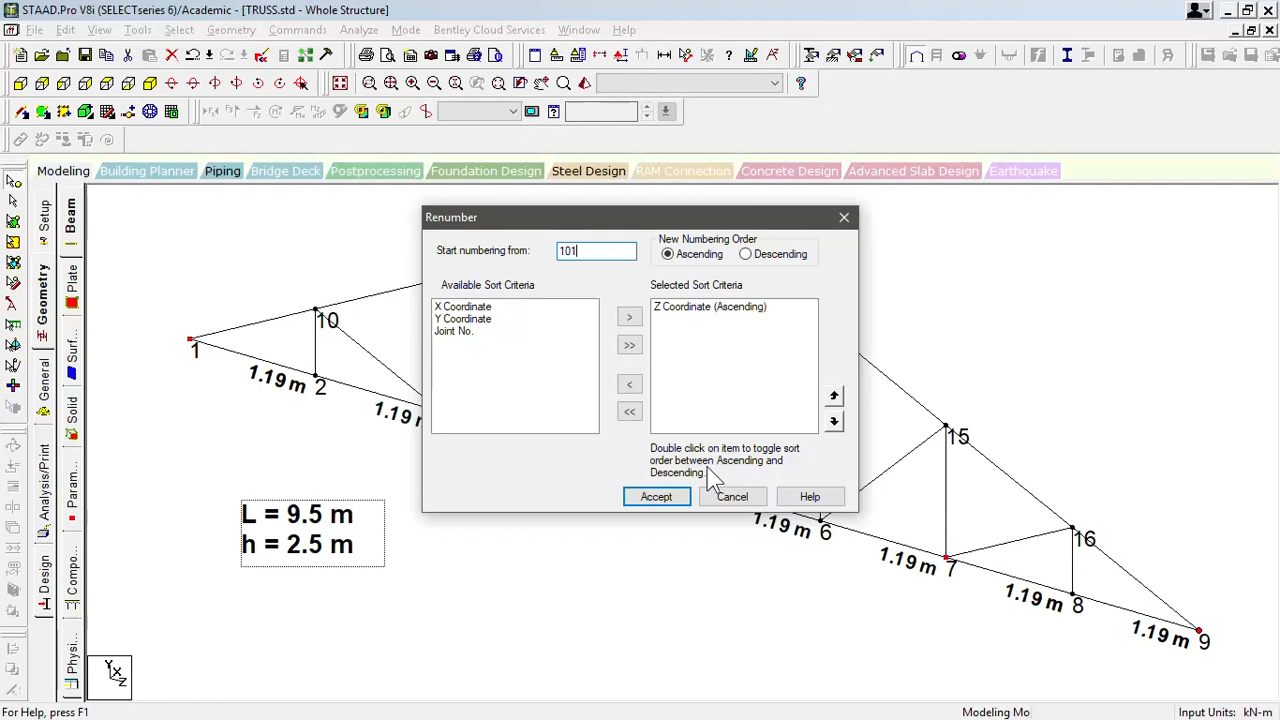 STAAD.Pro V8i (SELECTseries 6)/Academic - [TRUSS.std - Whole Structure]
File Edit View Tools Select Geometry Commands Analyze Mode Bentley Cloud Services Window Help
Modeling Building Planner Piping Bridge Deck Postprocessing Foundation Design Steel Design RAM Connection Concrete Design Advanced Slab Design Earthquake
Setup
Geometry
General
Analysis/Print
Design
Beam
Plate
Surf...
Solid
Param...
Compo...
Physi...
Renumber
Start numbering from: 101
New Numbering Order
Ascending Descending
Available Sort Criteria
X Coordinate
Y Coordinate
Joint No.
>
>>
<
<<
Selected Sort Criteria
Z Coordinate (Ascending)
Double click on item to toggle sort
order between Ascending and
Descending.
Accept Cancel Help
1
10
2
1.19 m
1.19
15
16
6
7
8
9
1.19 m
1.19 m
1.19 m
1.19 m
L = 9.5 m
h = 2.5 m
Y
X
Z
For Help, press F1
Modeling Mo
Input Units: kN-m